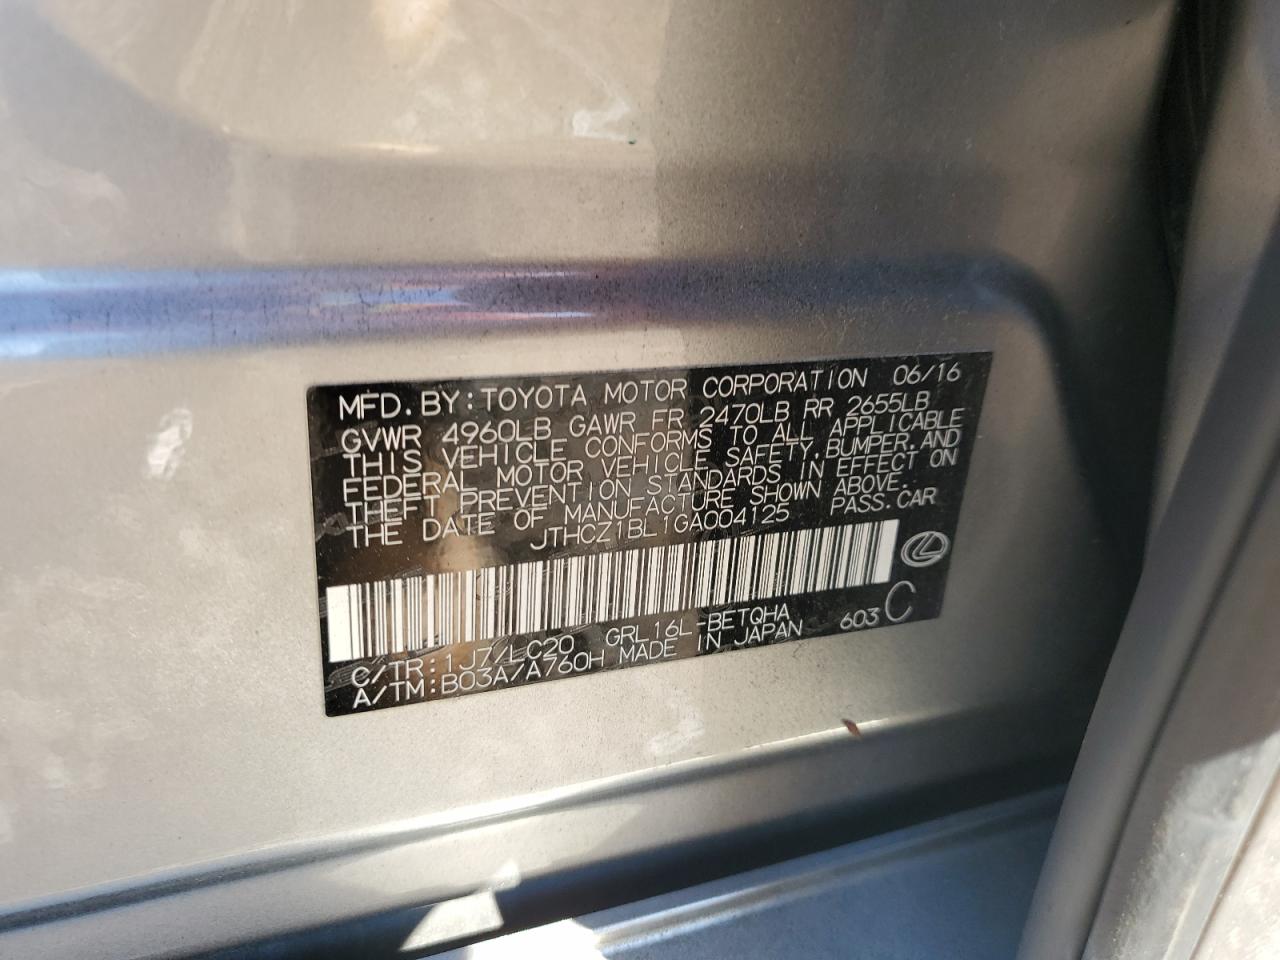 MFD. BY: TOYOTA MOTOR CORPORATION 06/16
GVWR 4960LB GAWR FR 2470LB RR 2655LB
THIS VEHICLE CONFORMS TO ALL APPLICABLE
FEDERAL MOTOR VEHICLE SAFETY, BUMPER, AND
THEFT PREVENTION STANDARDS IN EFFECT ON
THE DATE OF MANUFACTURE SHOWN ABOVE.
JTHCZ1BL1GA004125 PASS. CAR
C/TR: 1J7/LC20 GRL16L-BETQHA
A/TM: B03A/A760H MADE IN JAPAN 603 C